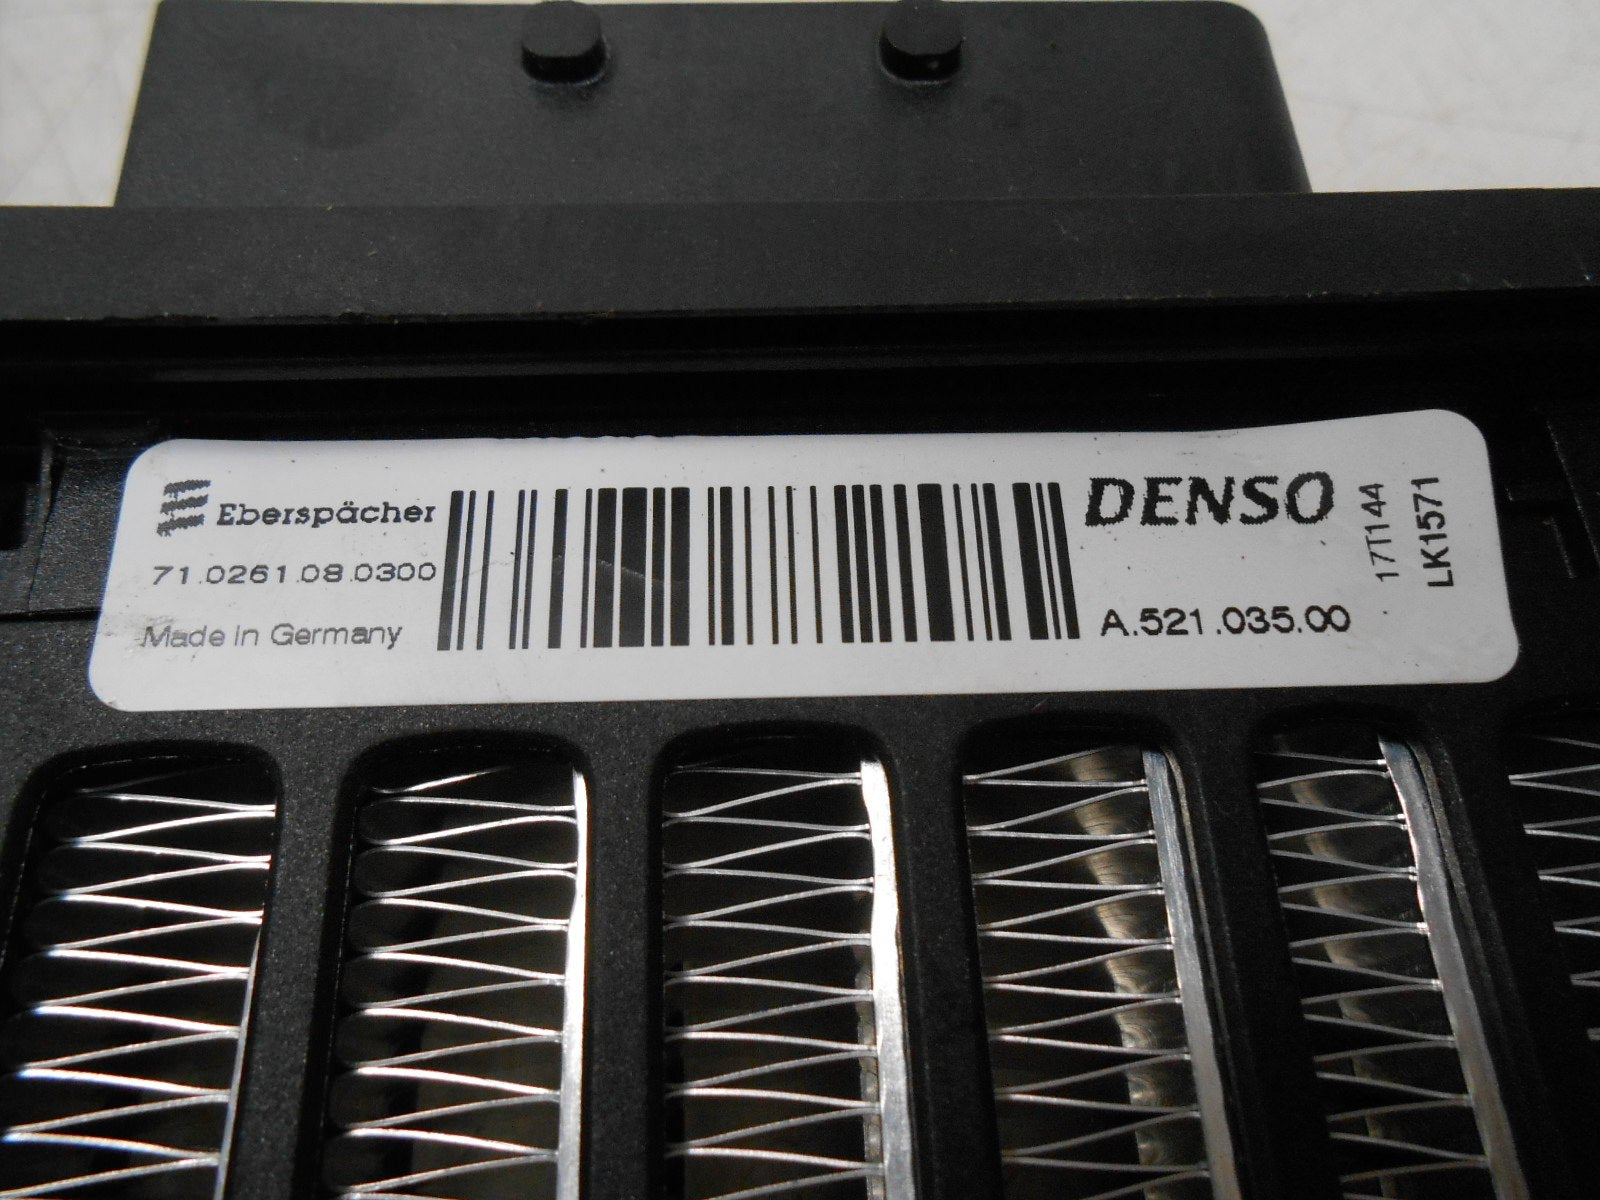 Eberspächer
71.0261.08.0300
Made in Germany
DENSO
A.521.035.00
17T144
LK1571